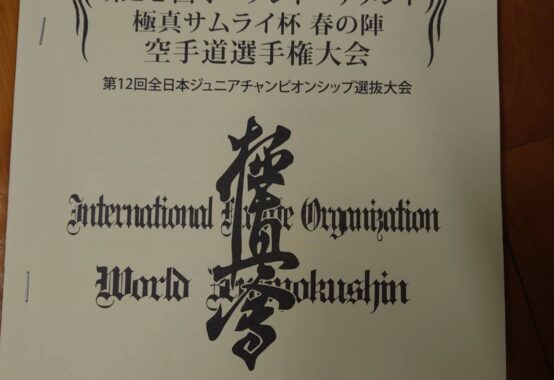 極真サムライ杯 春の陣
空手道選手権大会
第12回全日本ジュニアチャンピオンシップ選抜大会
極真会
International Organization
World